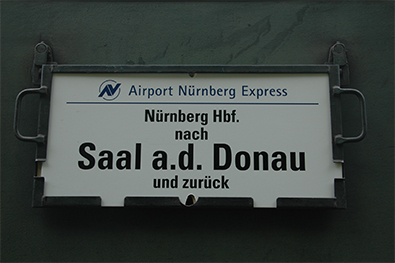 Airport Nürnberg Express
Nürnberg Hbf.
nach
Saal a.d. Donau
und zurück